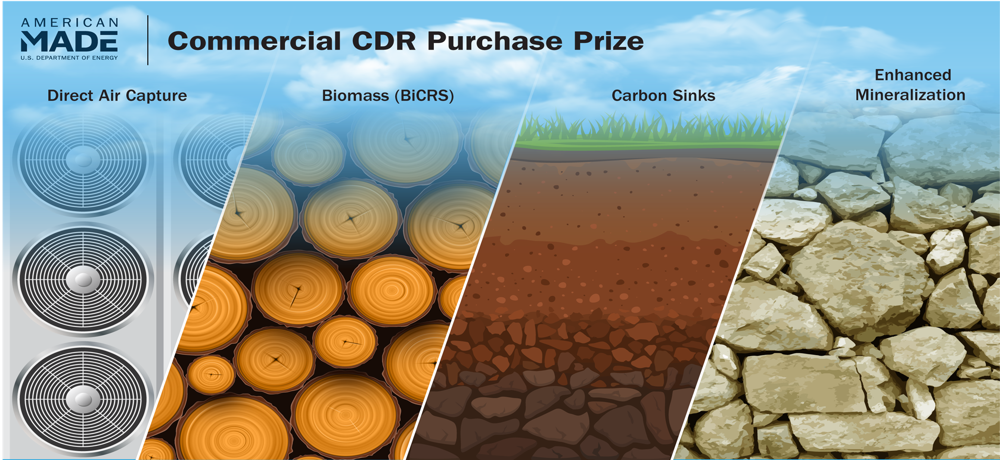 AMERICAN
MADE
U.S. DEPARTMENT OF ENERGY
Commercial CDR Purchase Prize
Direct Air Capture
Biomass (BiCRS)
Carbon Sinks
Enhanced
Mineralization